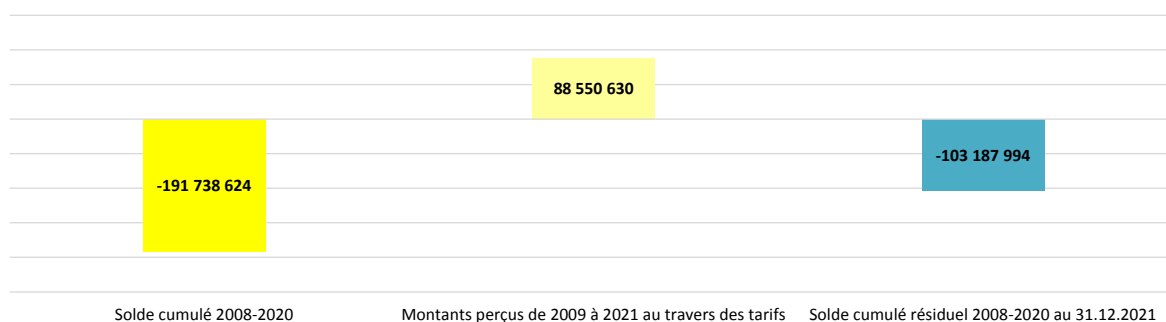 88 550 630
-191 738 624
-103 187 994
Solde cumulé 2008-2020
Montants perçus de 2009 à 2021 au travers des tarifs
Solde cumulé résiduel 2008-2020 au 31.12.2021